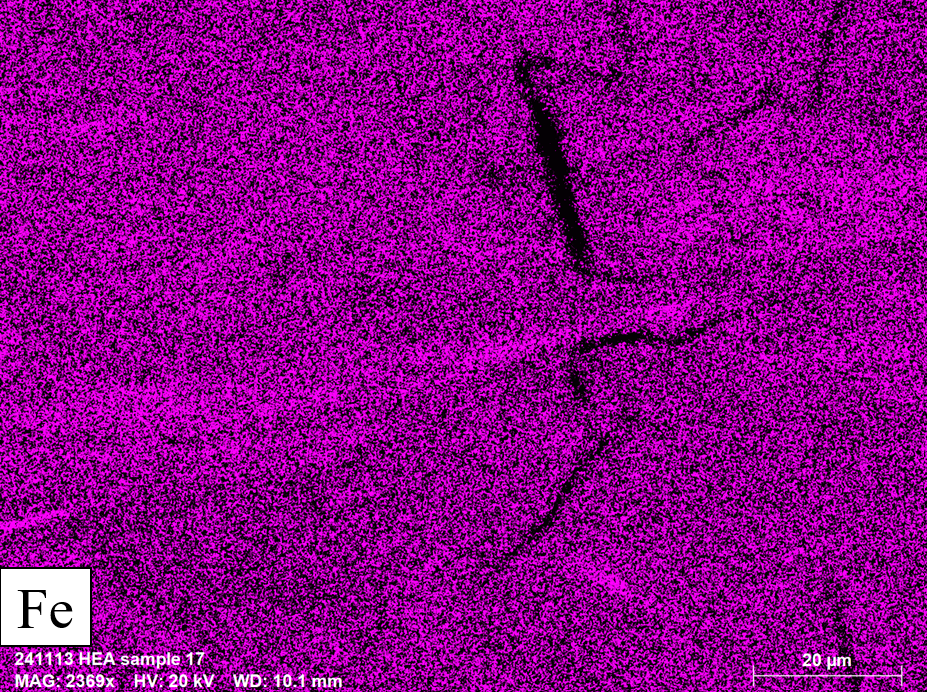 Fe
241113 HEA sample 17
20 µm
MAG: 2369x HV: 20 kV WD: 10.1 mm